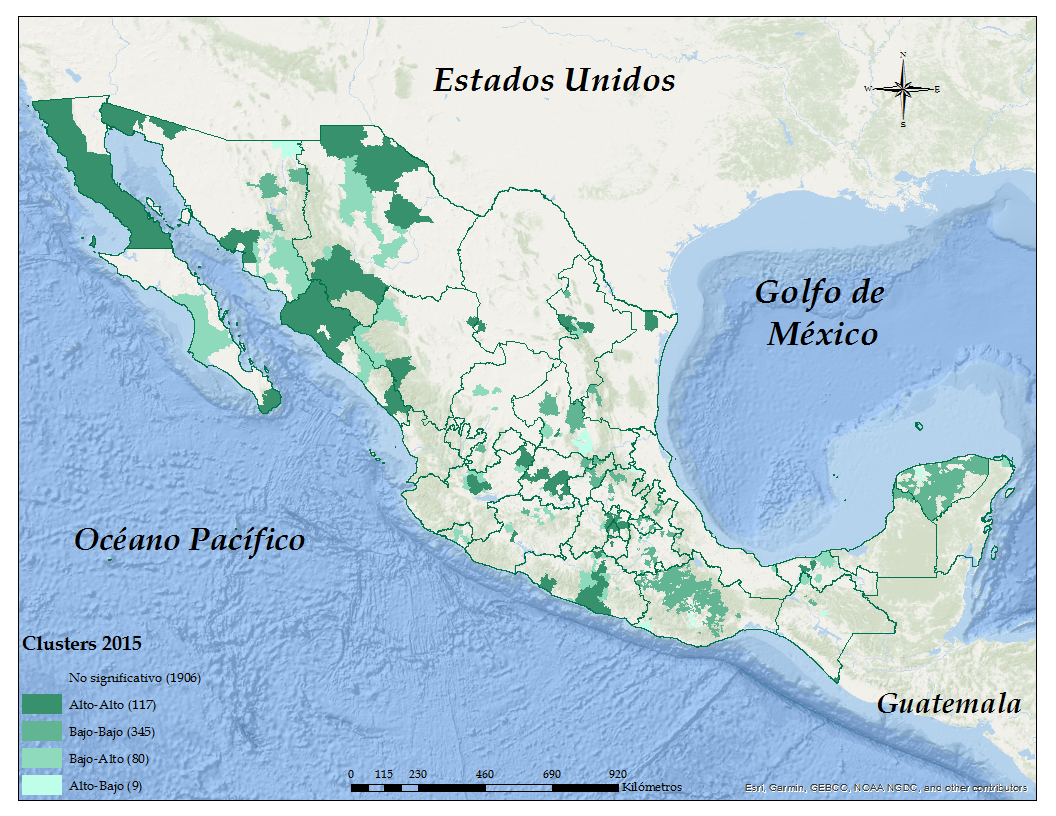 Estados Unidos
N
W
E
S
Golfo de
México
Océano Pacífico
Clusters 2015
No significativo (1906)
Alto-Alto (117)
Bajo-Bajo (345)
Bajo-Alto (80)
Alto-Bajo (9)
Guatemala
0 115 230 460 690 920
Kilómetros
Esri, Garmin, GEBCO, NOAA NGDC, and other contributors